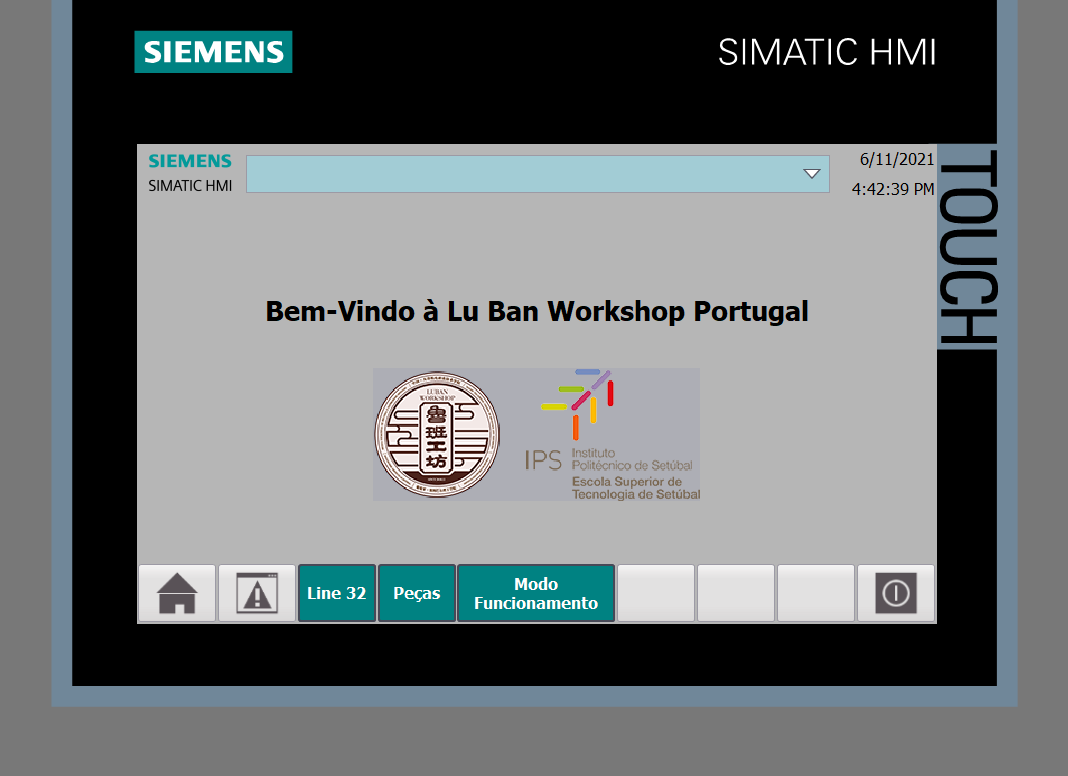 SIEMENS
SIMATIC HMI
SIEMENS
SIMATIC HMI
6/11/2021
4:42:39 PM
TOUCH
Bem-Vindo à Lu Ban Workshop Portugal
LUBAN
WORKSHOP
鲁班工坊
IPS
Instituto
Politécnico de Setúbal
Escola Superior de
Tecnologia de Setúbal
Line 32
Peças
Modo
Funcionamento